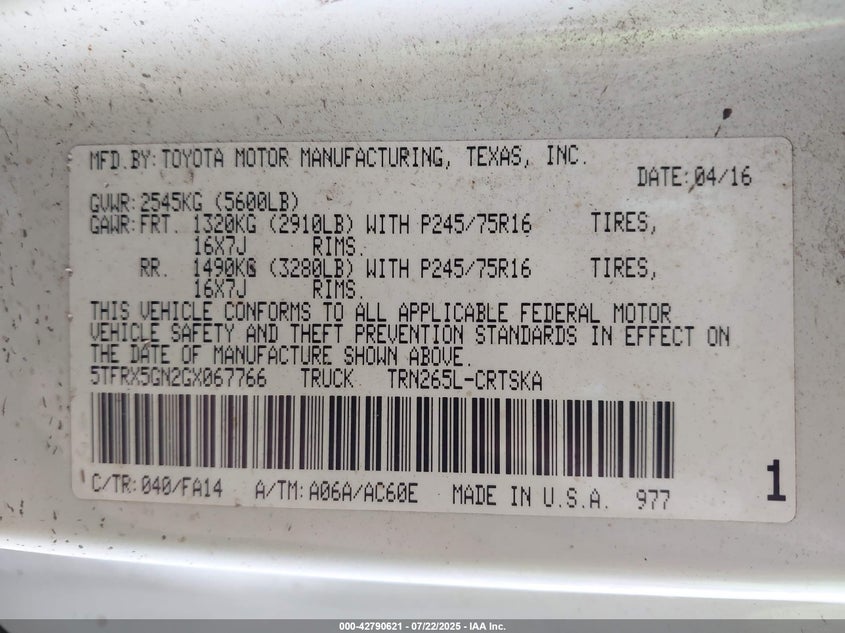 MFD.BY:TOYOTA MOTOR MANUFACTURING, TEXAS, INC.
DATE:04/16
GVWR:2545KG (5600LB)
GAWR:FRT. 1320KG (2910LB) WITH P245/75R16 TIRES,
16X7J RIMS.
RR. 1490KG (3280LB) WITH P245/75R16 TIRES,
16X7J RIMS.
THIS VEHICLE CONFORMS TO ALL APPLICABLE FEDERAL MOTOR
VEHICLE SAFETY AND THEFT PREVENTION STANDARDS IN EFFECT ON
THE DATE OF MANUFACTURE SHOWN ABOVE.
5TFRX5GN2GX067766 TRUCK TRN265L-CRTSKA
C/TR:040/FA14 A/TM:A06A/AC60E MADE IN U.S.A. 977
1
000-42790621 - 07/22/2025 - IAA Inc.